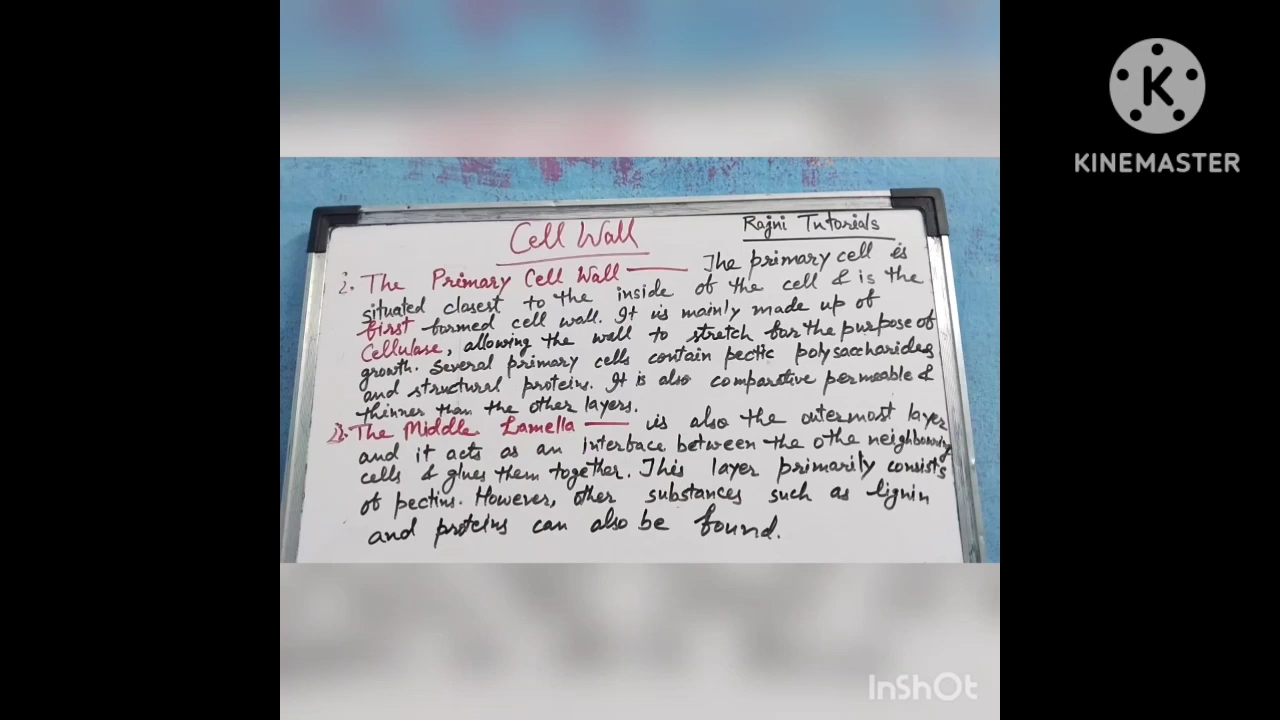 KINEMASTER
Cell Wall
Rajni Tutorials
2. The Primary Cell Wall — The primary cell is
situated closest to the inside of the cell & is the
first formed cell wall. It is mainly made up of
Cellulase, allowing the wall to stretch for the purpose of
growth. Several primary cells contain pectic polysaccharides
and structural proteins. It is also comparative permeable &
thinner than the other layers.
The Middle Lamella — is also the outermost layer
and it acts as an interface between the othe neighbouring
cells & glues them together. This layer primarily consists
of pectins. However, other substances such as lignin
and proteins can also be found.
InShOt